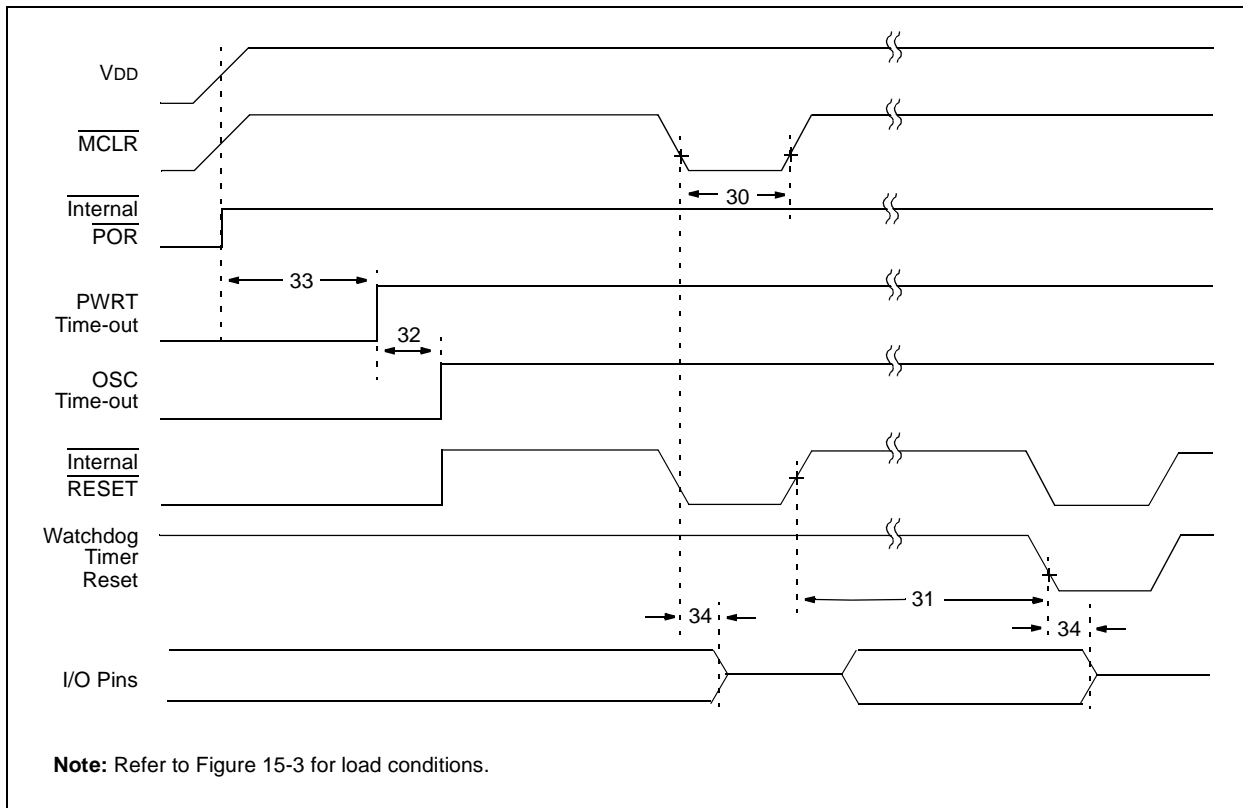 VDD
MCLR
30
Internal
POR
33
PWRT
Time-out
32
OSC
Time-out
Internal
RESET
Watchdog
Timer
Reset
31
34
34
I/O Pins
Note: Refer to Figure 15-3 for load conditions.